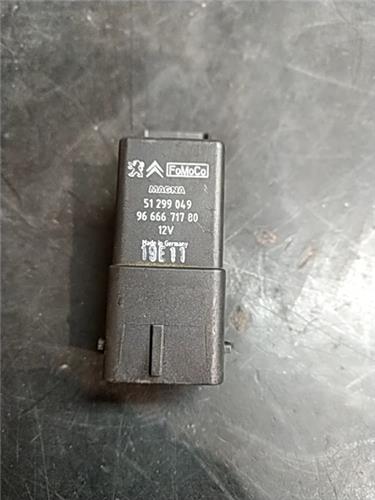 FoMoCo
MAGNA
51 299 049
96 666 717 80
12V
Made in Germany
19E11